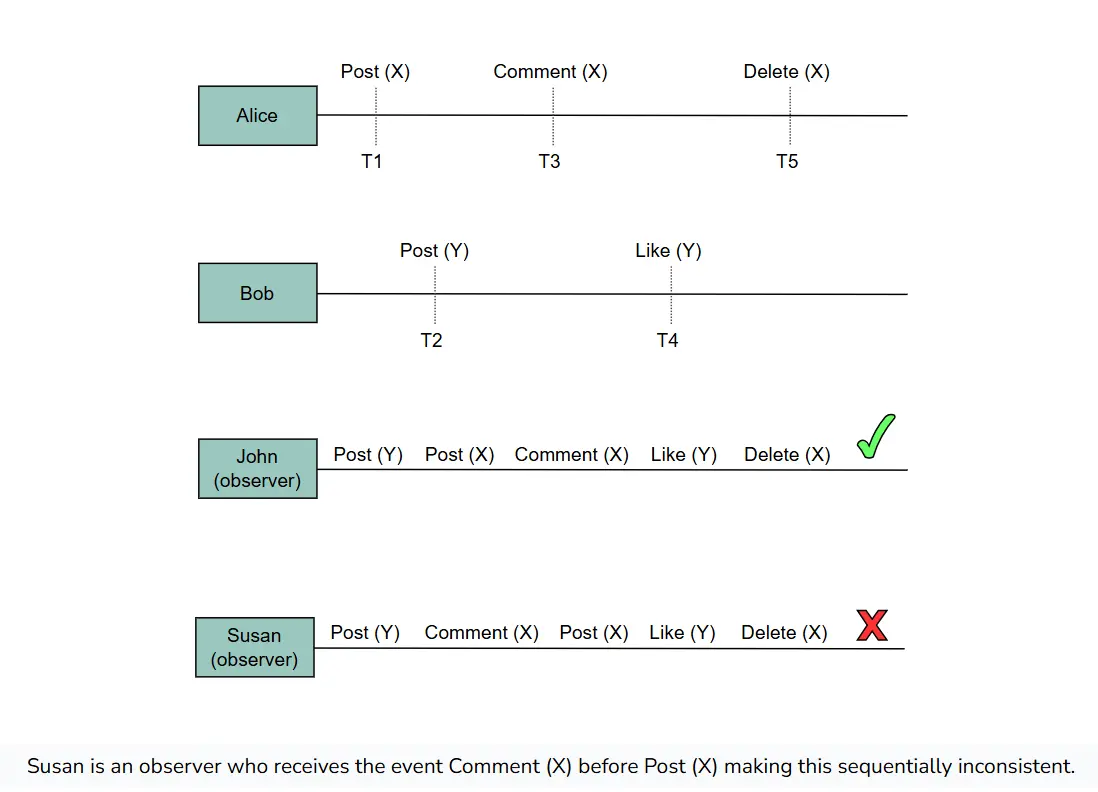 Post (X) Comment (X) Delete (X)
Alice
T1 T3 T5
Post (Y) Like (Y)
Bob
T2 T4
John
(observer)
Post (Y) Post (X) Comment (X) Like (Y) Delete (X)
Susan
(observer)
Post (Y) Comment (X) Post (X) Like (Y) Delete (X)
X
Susan is an observer who receives the event Comment (X) before Post (X) making this sequentially inconsistent.